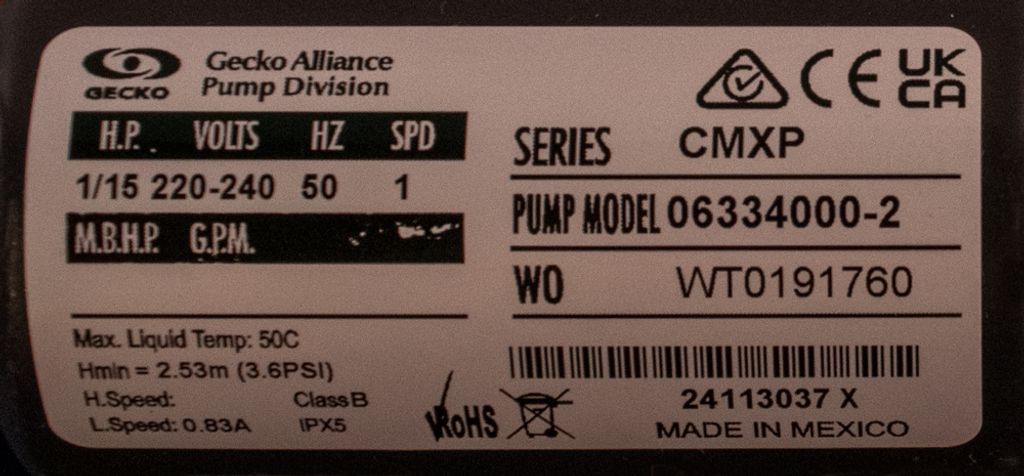 GECKO
Gecko Alliance
Pump Division
H.P. VOLTS HZ SPD
1/15 220-240 50 1
M.B.H.P. G.P.M.
Max. Liquid Temp: 50C
Hmin = 2.53m (3.6PSI)
H.Speed: Class B
L.Speed: 0.83A IPX5
RoHS
CE
UK
CA
SERIES CMXP
PUMP MODEL 06334000-2
WO WT0191760
24113037 X
MADE IN MEXICO